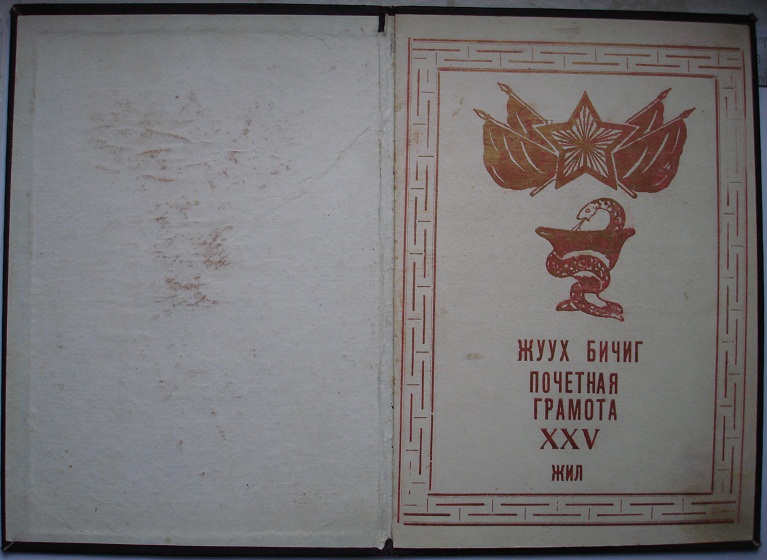 ЖУУХ БИЧИГ
ПОЧЕТНАЯ
ГРАМОТА
XXV
ЖИЛ